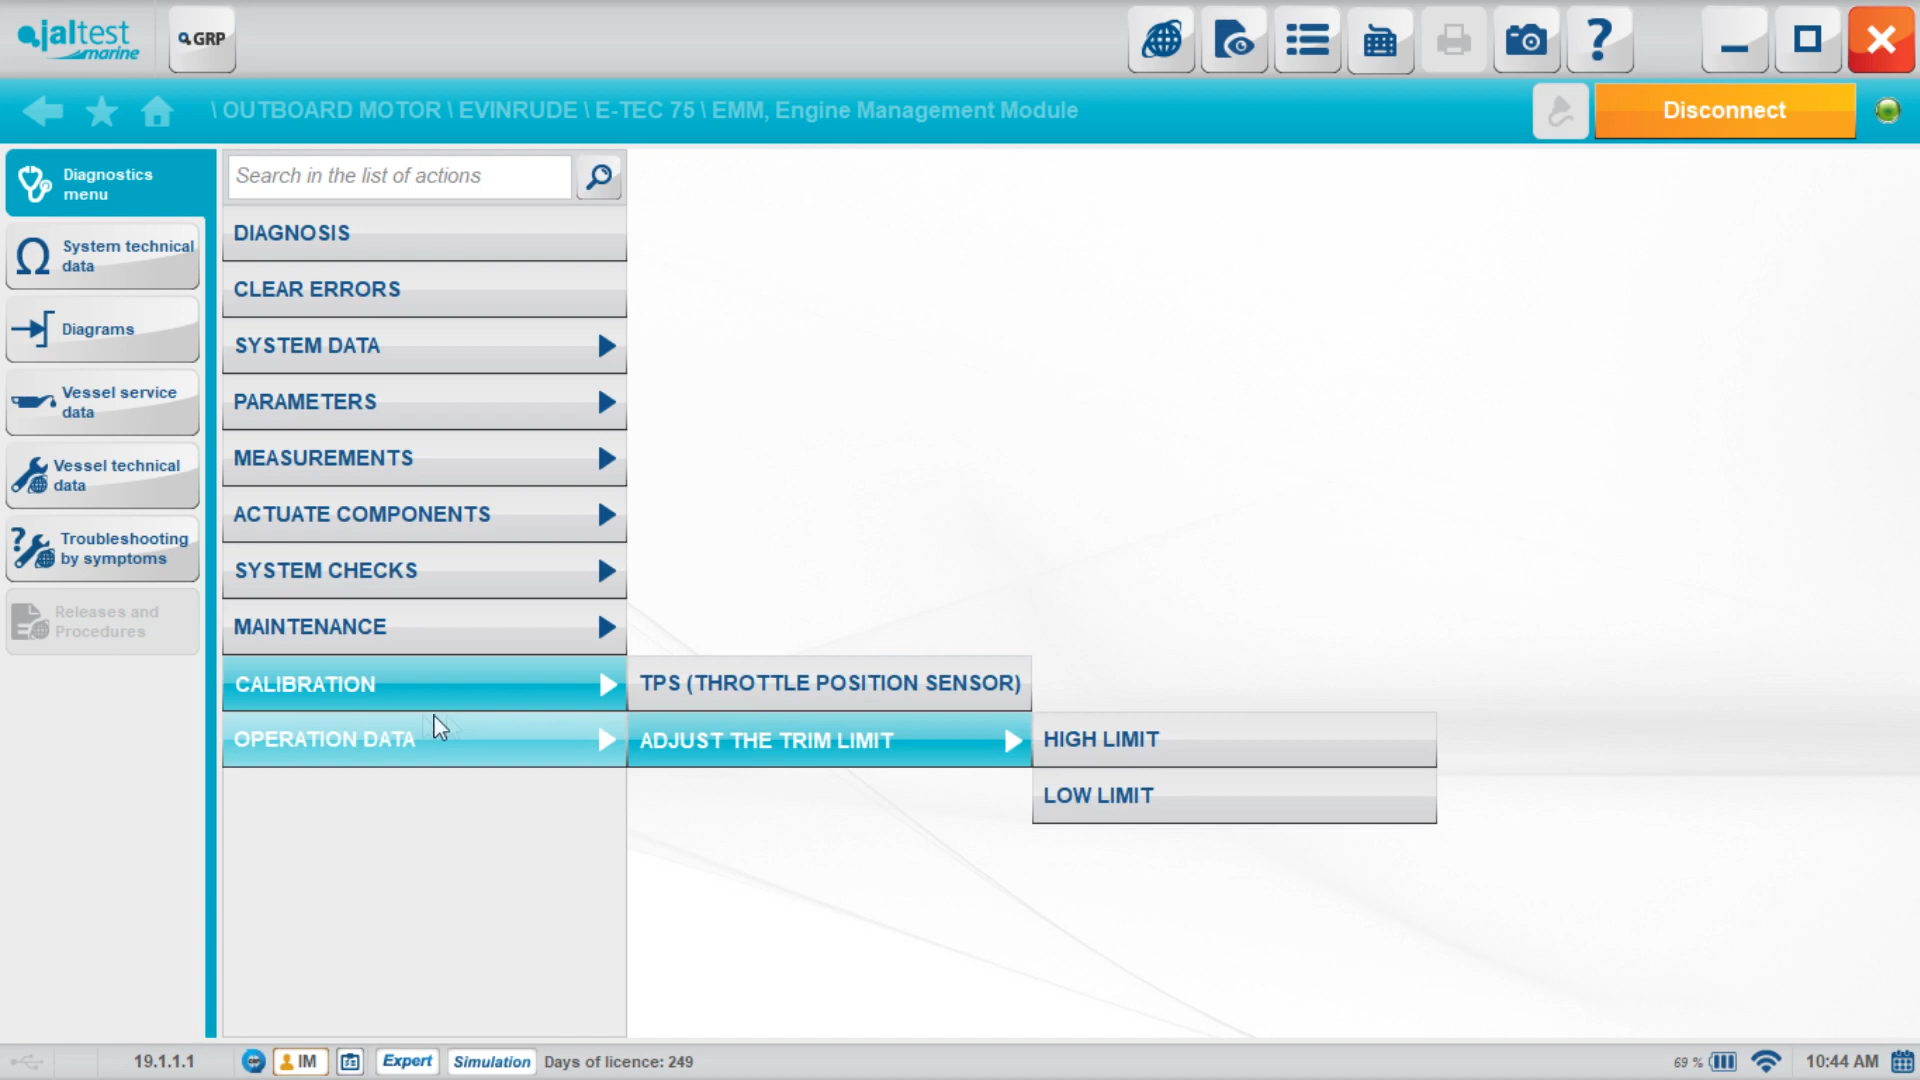 jaltest
marine
GRP
?
\ OUTBOARD MOTOR \ EVINRUDE \ E-TEC 75 \ EMM, Engine Management Module
Disconnect
Diagnostics
menu
System technical
data
Diagrams
Vessel service
data
Vessel technical
data
Troubleshooting
by symptoms
Releases and
Procedures
Search in the list of actions
DIAGNOSIS
CLEAR ERRORS
SYSTEM DATA
PARAMETERS
MEASUREMENTS
ACTUATE COMPONENTS
SYSTEM CHECKS
MAINTENANCE
CALIBRATION
OPERATION DATA
TPS (THROTTLE POSITION SENSOR)
ADJUST THE TRIM LIMIT
HIGH LIMIT
LOW LIMIT
19.1.1.1
IM
Expert
Simulation
Days of licence: 249
69 %
10:44 AM